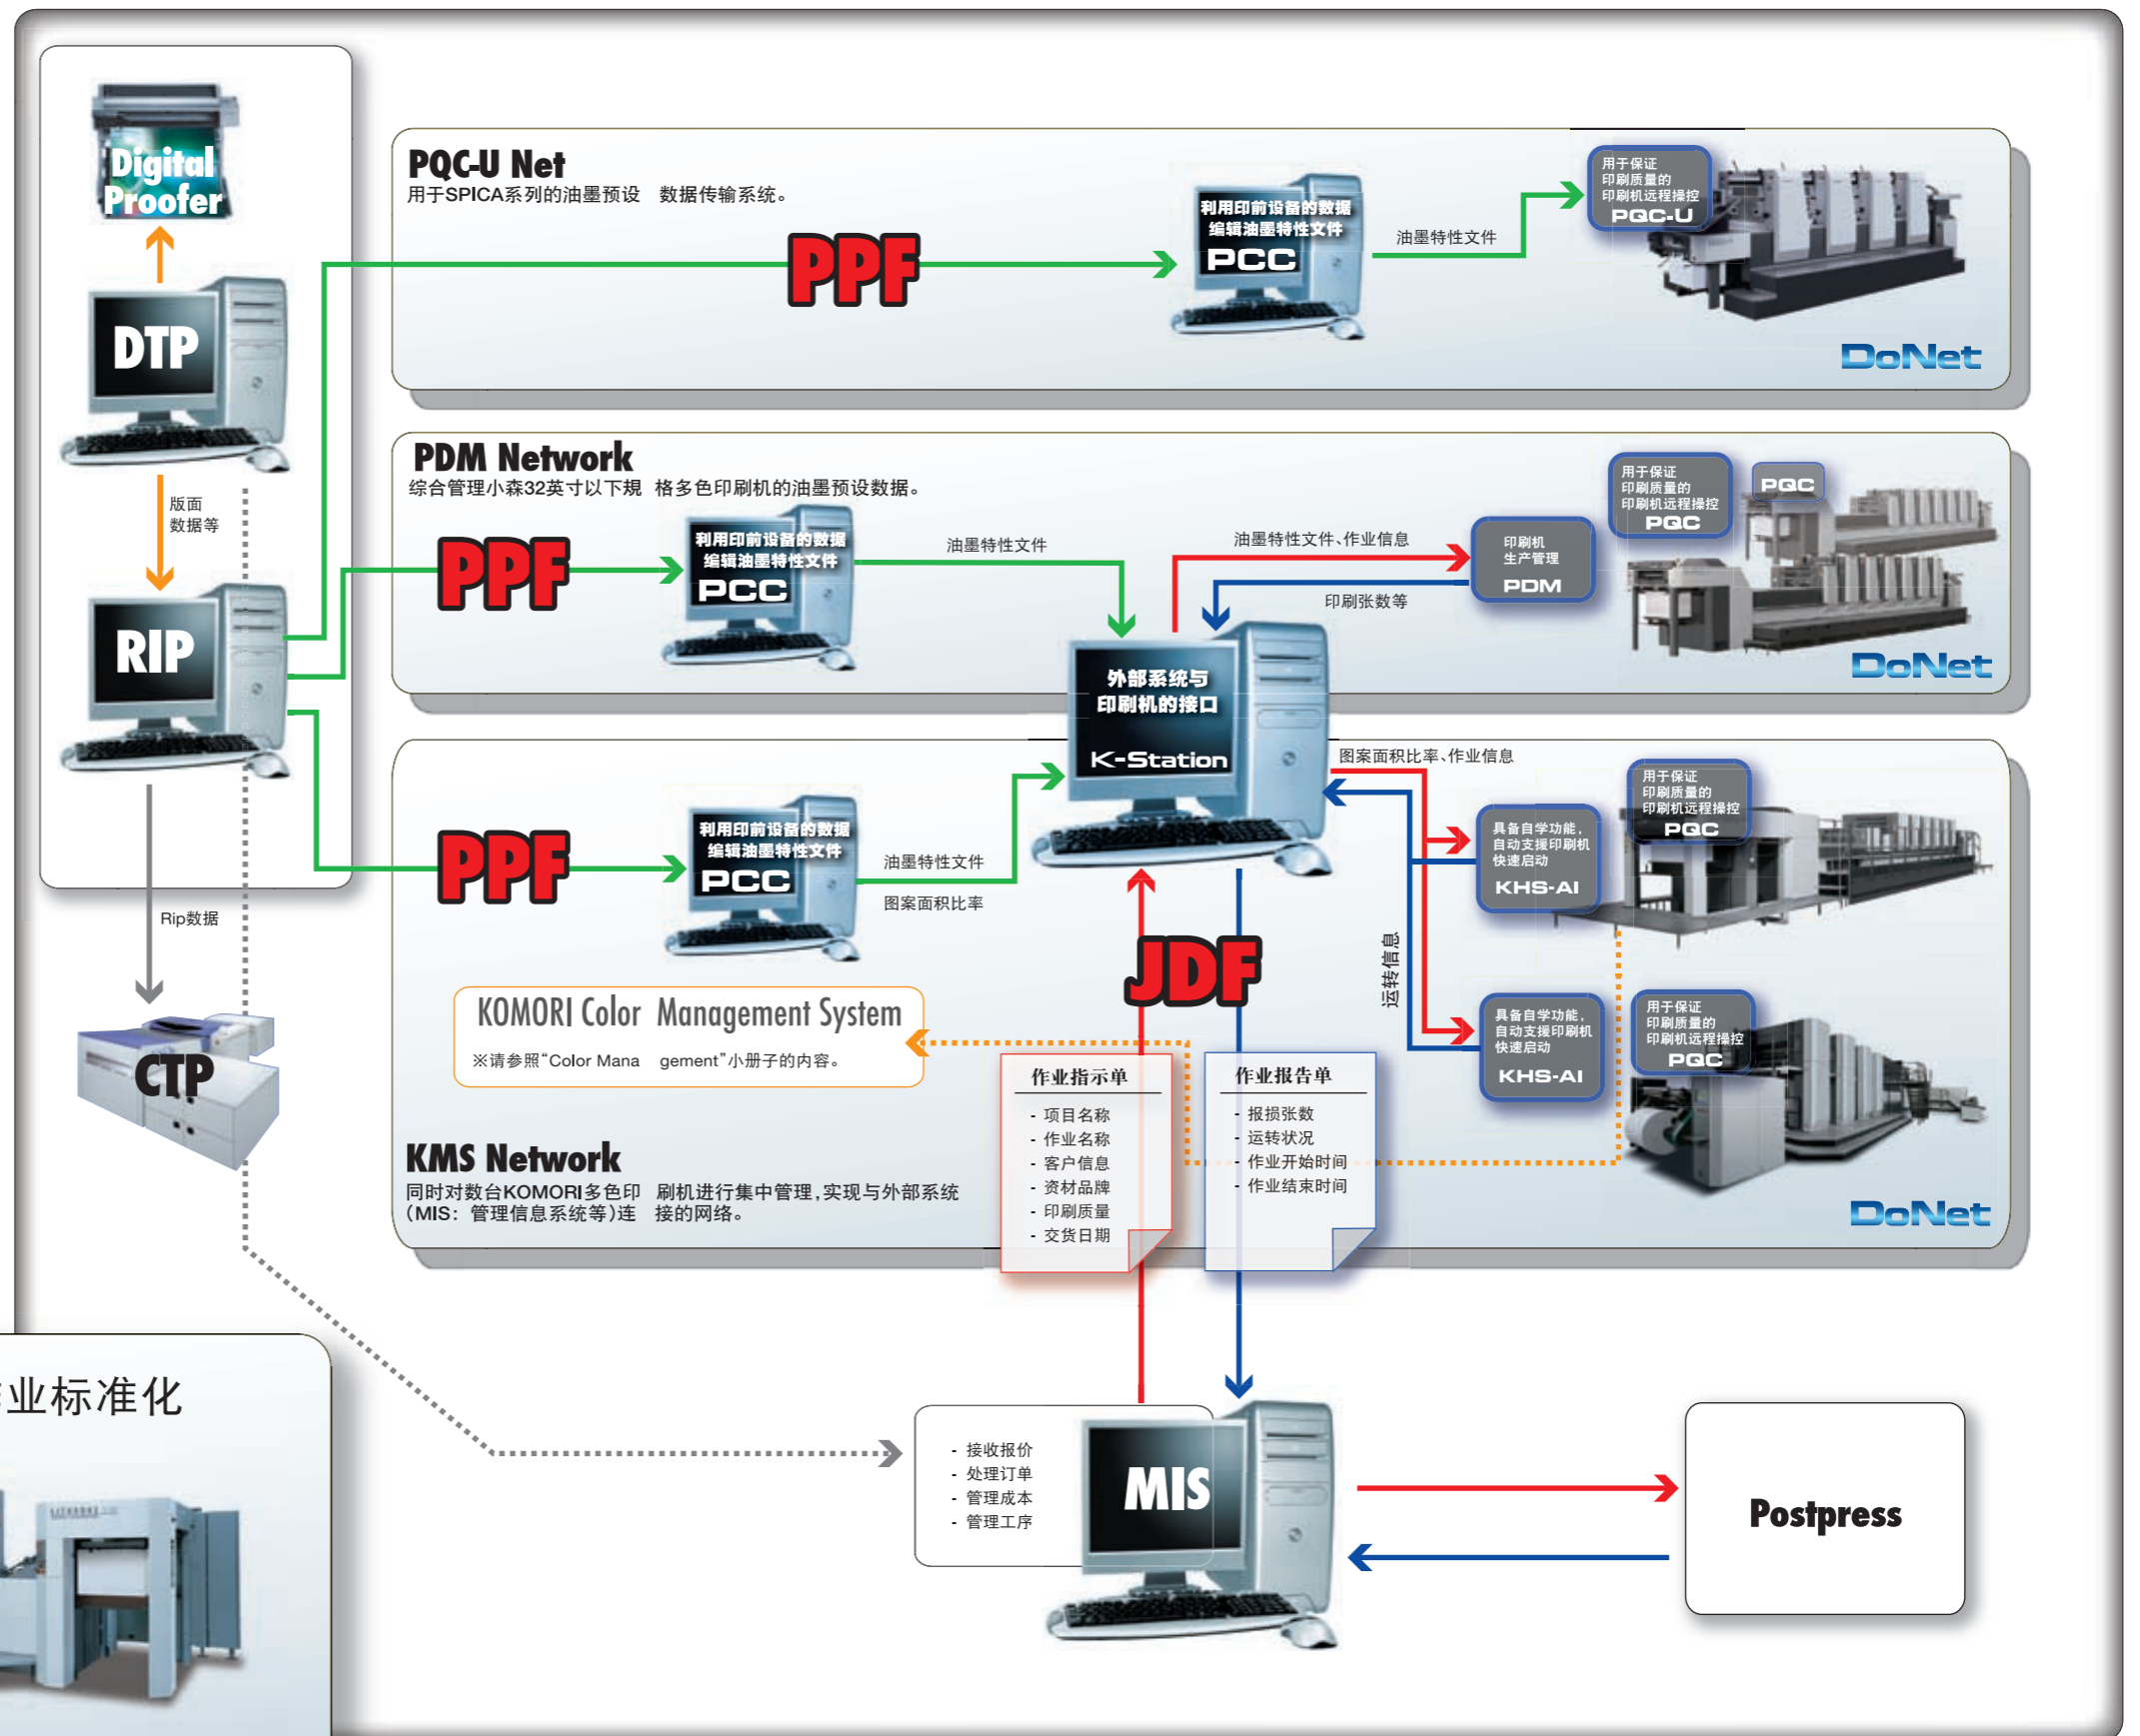 Digital
Proofer
DTP
版面
数据等
RIP
Rip数据
CTP
PQC-U Net
用于SPICA系列的油墨预设 数据传输系统。
PPF
利用印前设备的数据
编辑油墨特性文件
PCC
油墨特性文件
用于保证
印刷质量的
印刷机远程操控
PQC-U
DoNet
PDM Network
综合管理小森32英寸以下规 格多色印刷机的油墨预设数据。
PPF
利用印前设备的数据
编辑油墨特性文件
PCC
油墨特性文件
油墨特性文件、作业信息
印刷张数等
印刷机
生产管理
PDM
用于保证
印刷质量的
印刷机远程操控
PQC
PQC
DoNet
外部系统与
印刷机的接口
K-Station
PPF
利用印前设备的数据
编辑油墨特性文件
PCC
油墨特性文件
图案面积比率
图案面积比率、作业信息
运转信息
具备自学功能,
自动支援印刷机
快速启动
KHS-AI
用于保证
印刷质量的
印刷机远程操控
PQC
具备自学功能,
自动支援印刷机
快速启动
KHS-AI
用于保证
印刷质量的
印刷机远程操控
PQC
JDF
KOMORI Color Management System
※请参照“Color Mana gement”小册子的内容。
作业指示单
- 项目名称
- 作业名称
- 客户信息
- 资材品牌
- 印刷质量
- 交货日期
作业报告单
- 报损张数
- 运转状况
- 作业开始时间
- 作业结束时间
KMS Network
同时对数台KOMORI多色印 刷机进行集中管理,实现与外部系统
(MIS: 管理信息系统等)连 接的网络。
DoNet
业标准化
- 接收报价
- 处理订单
- 管理成本
- 管理工序
MIS
Postpress